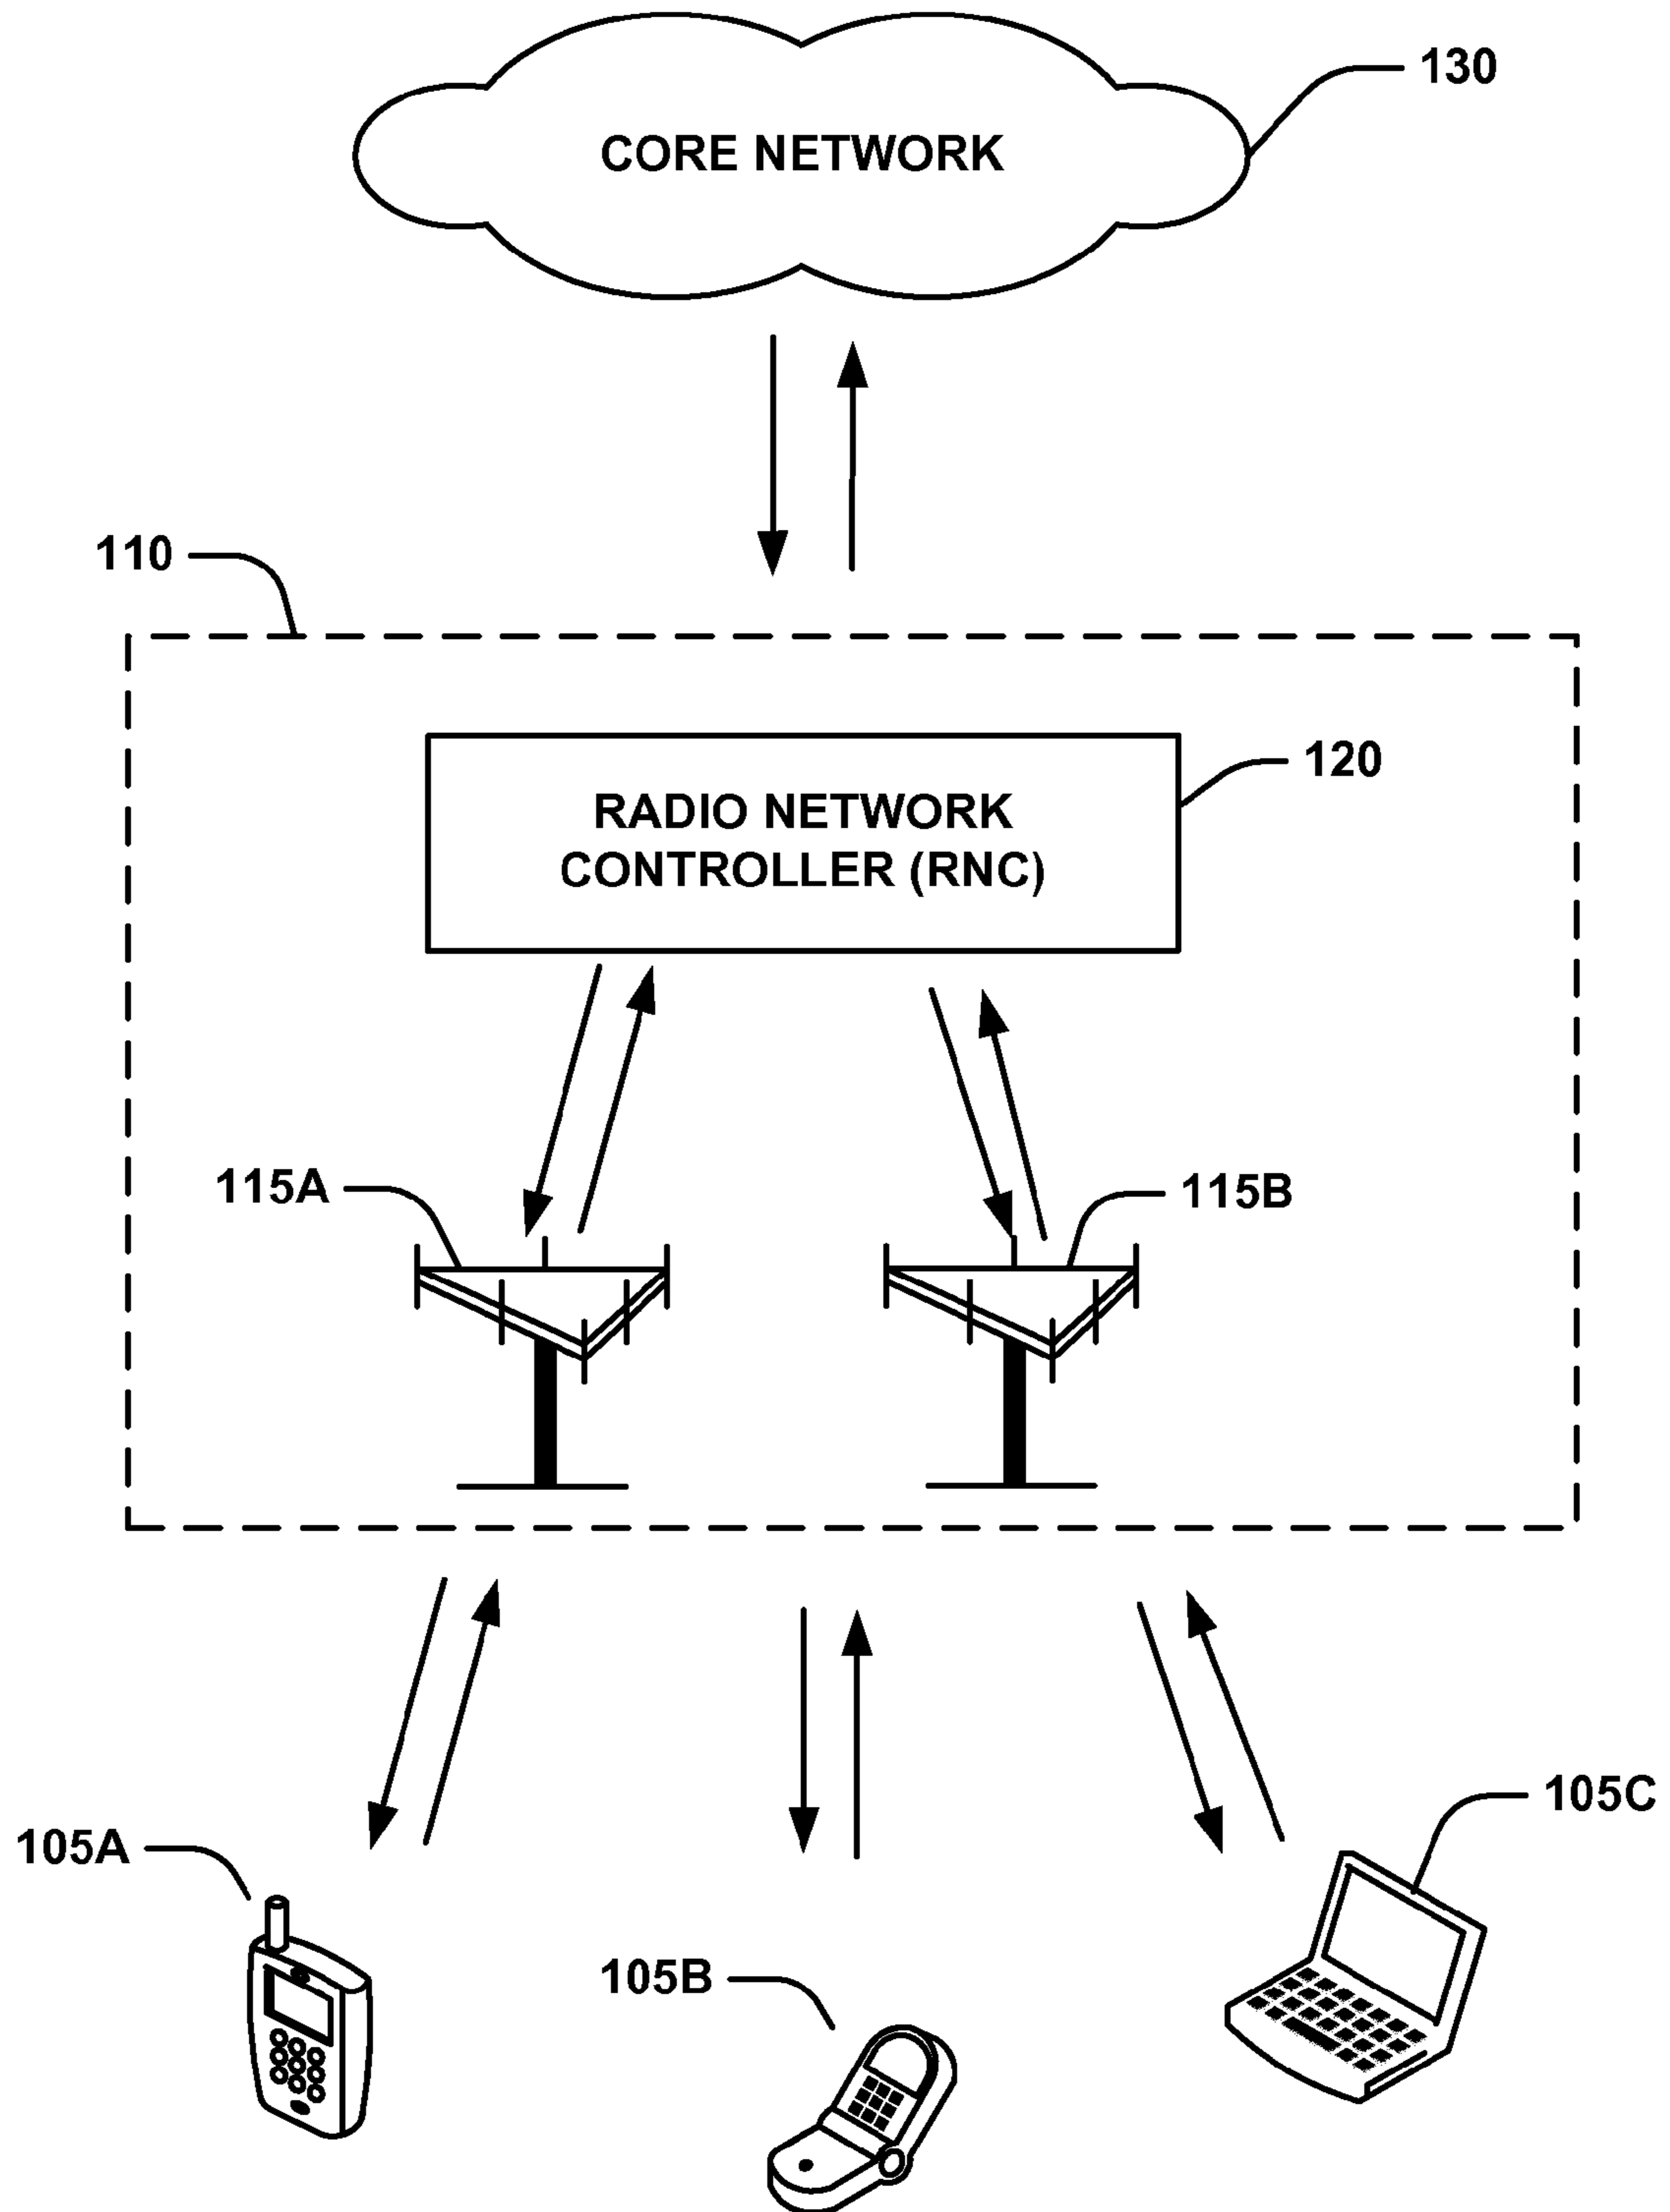 130
CORE NETWORK
110
120
RADIO NETWORK
CONTROLLER (RNC)
115A
115B
105C
105A
105B